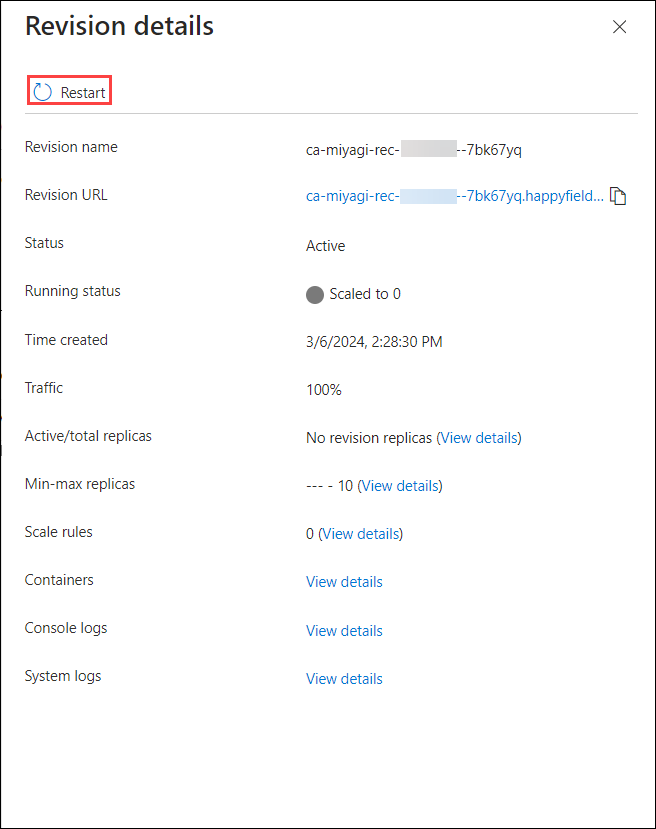 Revision details
Restart
Revision name ca-miyagi-rec- --7bk67yq
Revision URL ca-miyagi-rec- --7bk67yq.happyfield...
Status Active
Running status Scaled to 0
Time created 3/6/2024, 2:28:30 PM
Traffic 100%
Active/total replicas No revision replicas (View details)
Min-max replicas --- - 10 (View details)
Scale rules 0 (View details)
Containers View details
Console logs View details
System logs View details